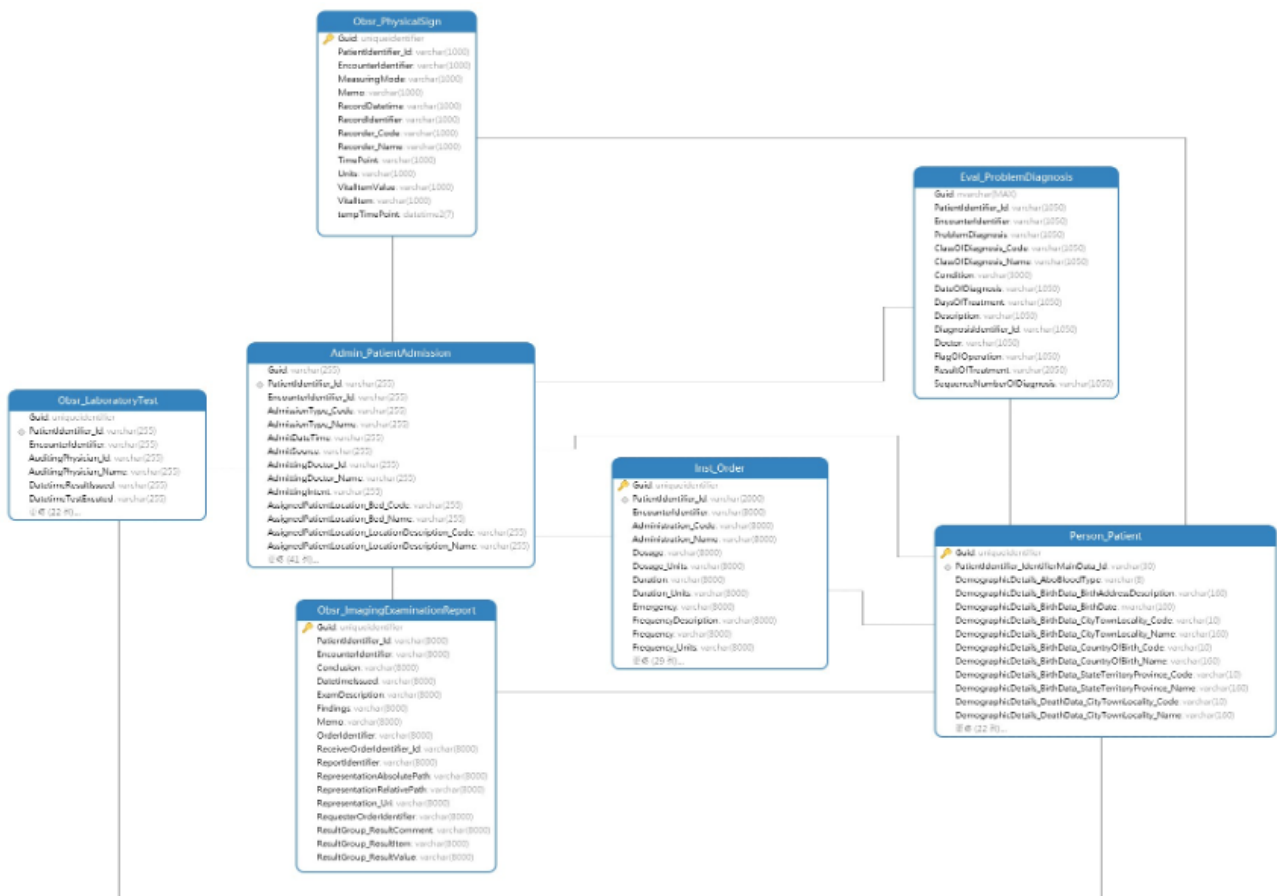 Obsr_PhysicalSign
Guid: uniqueidentifier
PatientIdentifier_Id: varchar(1000)
EncounterIdentifier: varchar(1000)
MeasuringMode: varchar(1000)
Memo: varchar(1000)
RecordDatetime: varchar(1000)
RecordIdentifier: varchar(1000)
Recorder_Code: varchar(1000)
Recorder_Name: varchar(1000)
TimePoint: varchar(1000)
Units: varchar(1000)
VitalItemValue: varchar(1000)
VitalItem: varchar(1000)
tempTimePoint: datetime2(7)
Eval_ProblemDiagnosis
Guid: nvarchar(MAX)
PatientIdentifier_Id: varchar(1050)
EncounterIdentifier: varchar(1050)
ProblemDiagnosis: varchar(1050)
ClassOfDiagnosis_Code: varchar(1050)
ClassOfDiagnosis_Name: varchar(1050)
Condition: varchar(3000)
DateOfDiagnosis: varchar(1050)
DaysOfTreatment: varchar(1050)
Description: varchar(1050)
DiagnosisIdentifier_Id: varchar(1050)
Doctor: varchar(1050)
FlagOfOperation: varchar(1050)
ResultOfTreatment: varchar(2050)
SequenceNumberOfDiagnosis: varchar(1050)
Admin_PatientAdmission
Guid: varchar(255)
PatientIdentifier_Id: varchar(255)
EncounterIdentifier_Id: varchar(255)
AdmissionType_Code: varchar(255)
AdmissionType_Name: varchar(255)
AdmitDateTime: varchar(255)
AdmitSource: varchar(255)
AdmittingDoctor_Id: varchar(255)
AdmittingDoctor_Name: varchar(255)
AdmittingIntent: varchar(255)
AssignedPatientLocation_Bed_Code: varchar(255)
AssignedPatientLocation_Bed_Name: varchar(255)
AssignedPatientLocation_LocationDescription_Code: varchar(255)
AssignedPatientLocation_LocationDescription_Name: varchar(255)
(41 列)...
Obsr_LaboratoryTest
Guid: uniqueidentifier
PatientIdentifier_Id: varchar(255)
EncounterIdentifier: varchar(255)
AuditingPhysician_Id: varchar(255)
AuditingPhysician_Name: varchar(255)
DatetimeResultIssued: varchar(255)
DatetimeTestExcuted: varchar(255)
(22 列)...
Inst_Order
Guid: uniqueidentifier
PatientIdentifier_Id: varchar(2000)
EncounterIdentifier: varchar(8000)
Administration_Code: varchar(8000)
Administration_Name: varchar(8000)
Dosage: varchar(8000)
Dosage_Units: varchar(8000)
Duration: varchar(8000)
Duration_Units: varchar(8000)
Emergency: varchar(8000)
FrequencyDescription: varchar(8000)
Frequency: varchar(8000)
Frequency_Units: varchar(8000)
(29 列)...
Person_Patient
Guid: uniqueidentifier
PatientIdentifier_IdentifierMainData_Id: varchar(30)
DemographicDetails_AboBloodType: varchar(8)
DemographicDetails_BirthData_BirthAddressDescription: varchar(160)
DemographicDetails_BirthData_BirthDate: nvarchar(100)
DemographicDetails_BirthData_CityTownLocality_Code: varchar(10)
DemographicDetails_BirthData_CityTownLocality_Name: varchar(160)
DemographicDetails_BirthData_CountryOfBirth_Code: varchar(10)
DemographicDetails_BirthData_CountryOfBirth_Name: varchar(160)
DemographicDetails_BirthData_StateTerritoryProvince_Code: varchar(10)
DemographicDetails_BirthData_StateTerritoryProvince_Name: varchar(100)
DemographicDetails_DeathData_CityTownLocality_Code: varchar(10)
DemographicDetails_DeathData_CityTownLocality_Name: varchar(100)
(22 列)...
Obsr_ImagingExaminationReport
Guid: uniqueidentifier
PatientIdentifier_Id: varchar(8000)
EncounterIdentifier: varchar(8000)
Conclusion: varchar(8000)
DatetimeIssued: varchar(8000)
ExamDescription: varchar(8000)
Findings: varchar(8000)
Memo: varchar(8000)
OrderIdentifier: varchar(8000)
ReceiverOrderIdentifier_Id: varchar(8000)
ReportIdentifier: varchar(8000)
RepresentationAbsolutePath: varchar(8000)
RepresentationRelativePath: varchar(8000)
Representation_Uri: varchar(8000)
RequesterOrderIdentifier: varchar(8000)
ResultGroup_ResultComment: varchar(8000)
ResultGroup_ResultItem: varchar(8000)
ResultGroup_ResultValue: varchar(8000)